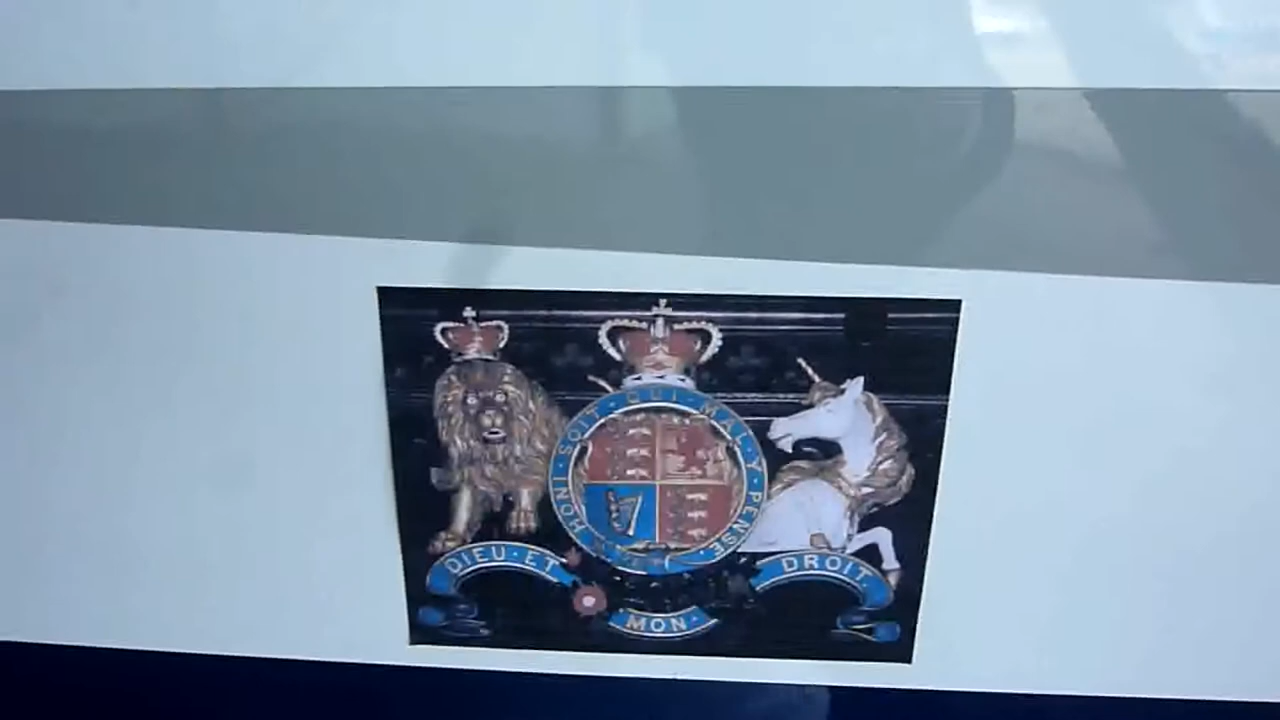 HONI · SOIT · QUI · MAL · Y · PENSE ·
DIEU · ET
MON ·
DROIT